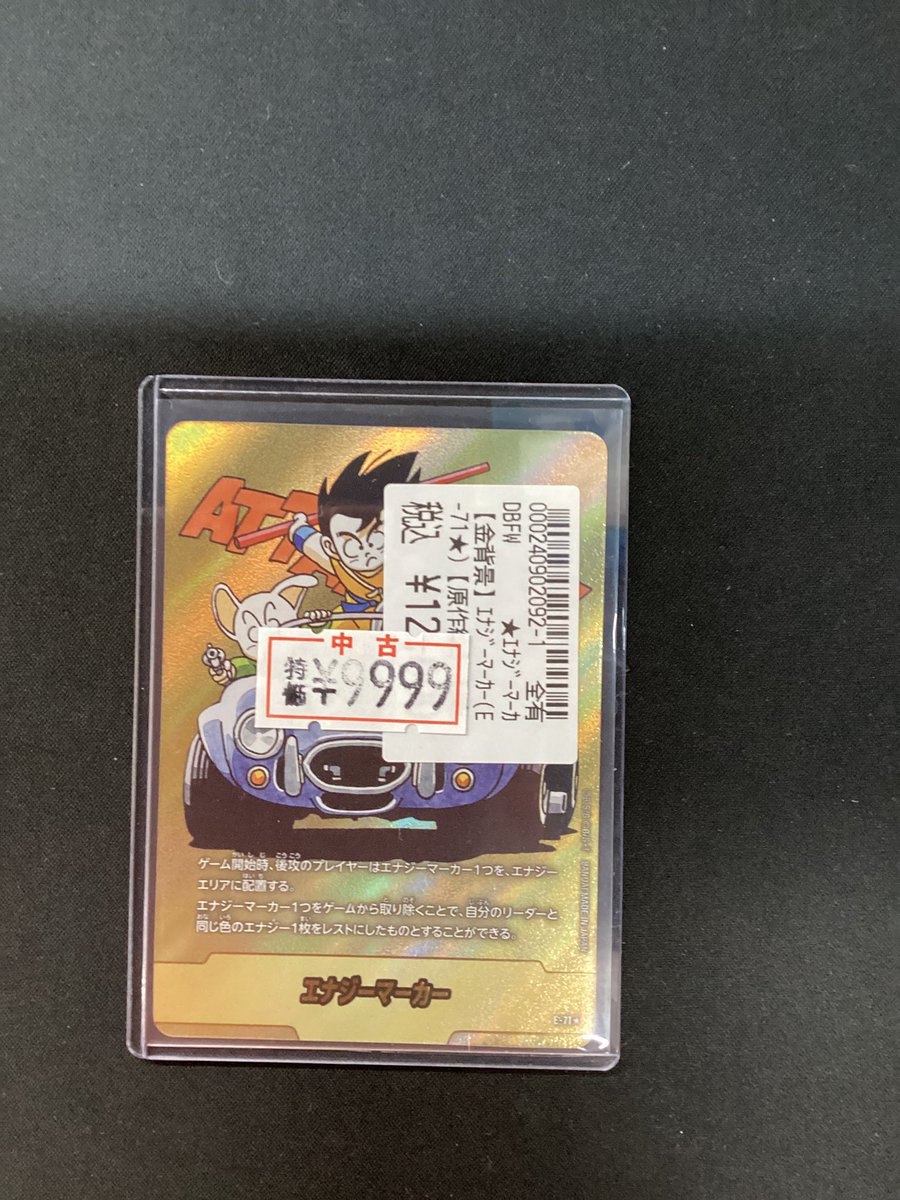 AT
000240902092-1 全有
DBFW ★エナジーマーカ
【金背景】エナジーマーカー(E
-71★)【原作
税込 ¥12
中古
特価 ¥9999
ゲーム開始時、後攻のプレイヤーはエナジーマーカー1つを、エナジー
エリアに配置する。
エナジーマーカー1つをゲームから取り除くことで、自分のリーダーと
同じ色のエナジー1枚をレストにしたものとすることができる。
エナジーマーカー
E-71★
MADE IN JAPAN